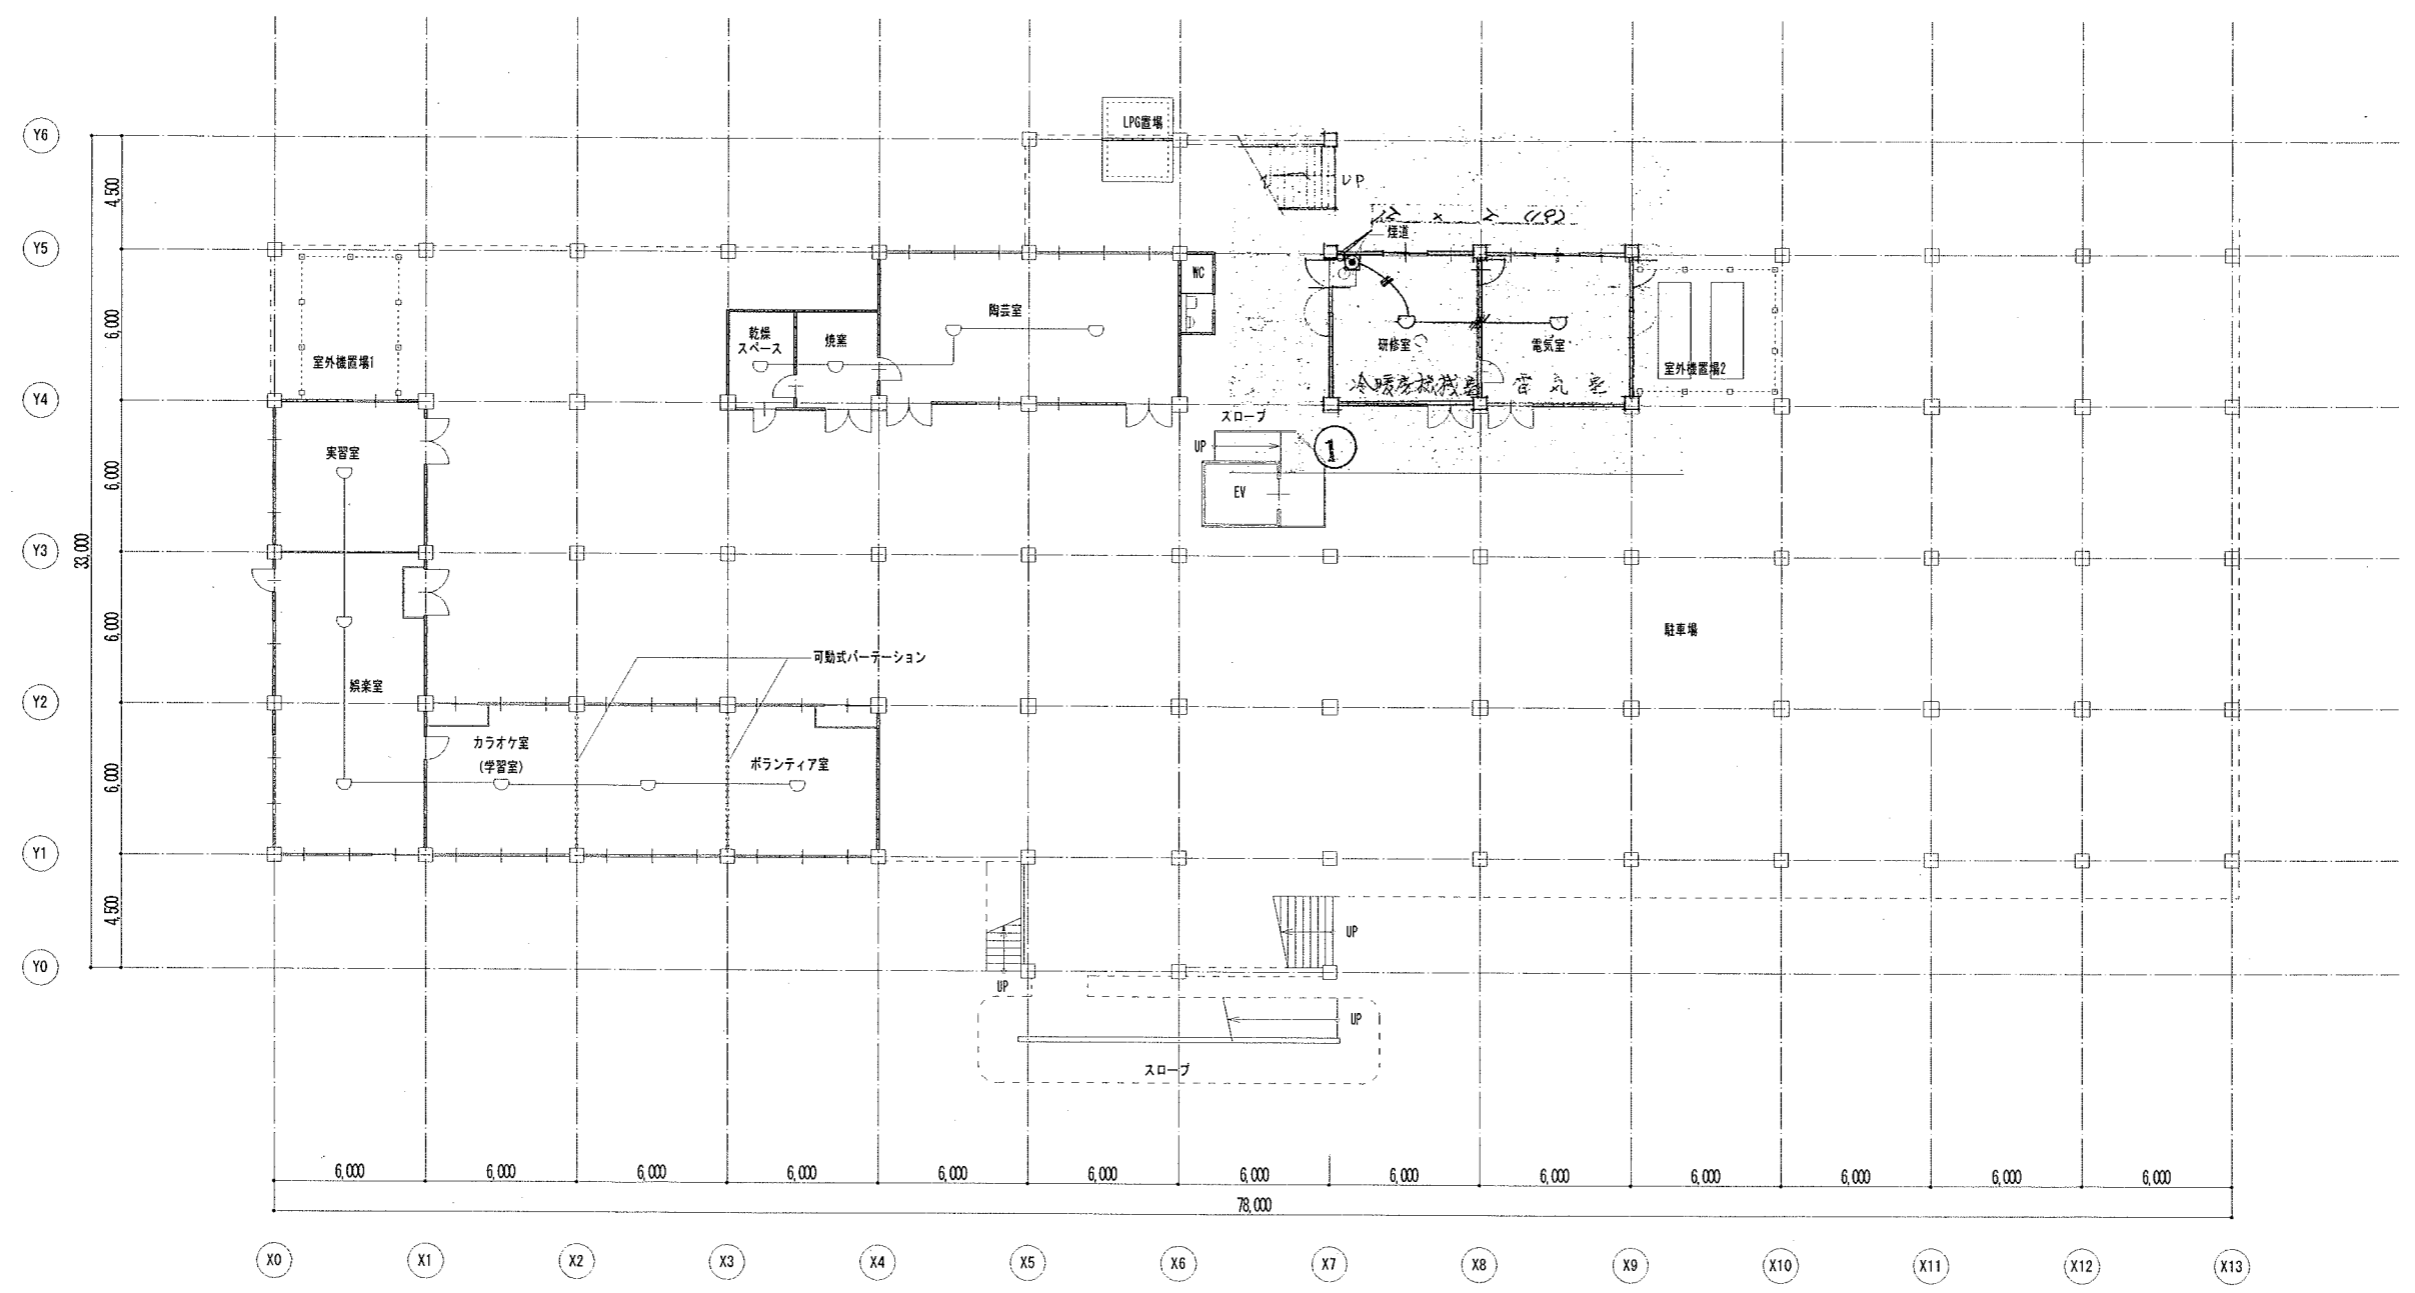 Y6
LPG置場
4,500
UP
煙道
Y5
WC
陶芸室
6,000
乾燥
スペース
焼窯
研修室
電気室
室外機置場1
室外機置場2
冷暖房機械室
電気室
Y4
スロープ
UP
1
実習室
6,000
EV
Y3
33,000
6,000
駐車場
可動式パーテーション
娯楽室
Y2
カラオケ室
(学習室)
ボランティア室
6,000
Y1
4,500
UP
Y0
UP
UP
スロープ
6,000 6,000 6,000 6,000 6,000 6,000 6,000 6,000 6,000 6,000 6,000 6,000 6,000
78,000
X0 X1 X2 X3 X4 X5 X6 X7 X8 X9 X10 X11 X12 X13